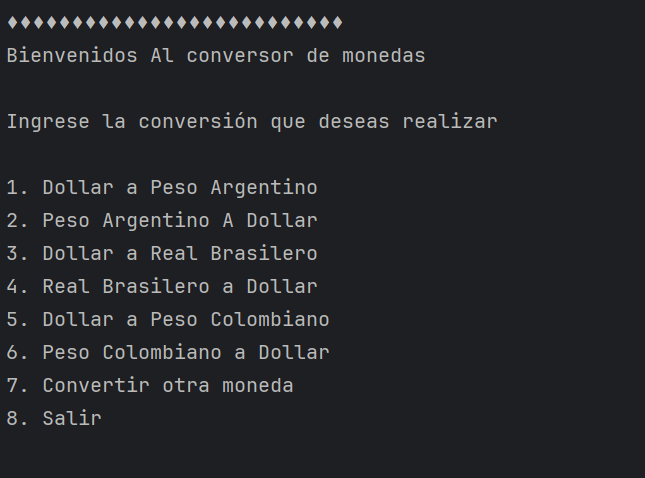 ♦♦♦♦♦♦♦♦♦♦♦♦♦♦♦♦♦♦♦♦♦♦♦♦♦♦
Bienvenidos Al conversor de monedas
Ingrese la conversión que deseas realizar
1. Dollar a Peso Argentino
2. Peso Argentino A Dollar
3. Dollar a Real Brasilero
4. Real Brasilero a Dollar
5. Dollar a Peso Colombiano
6. Peso Colombiano a Dollar
7. Convertir otra moneda
8. Salir